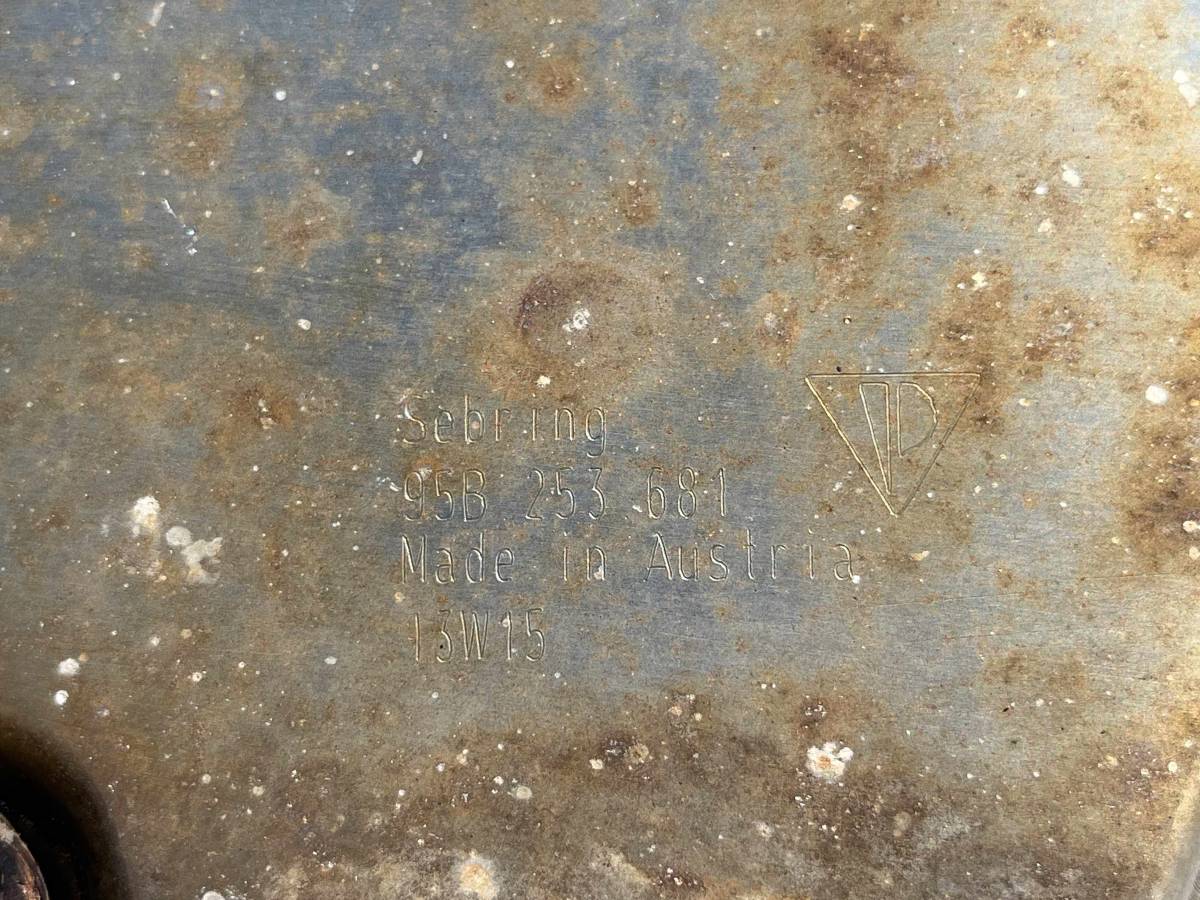 Sebring
95B 253 681
Made in Austria
13W15